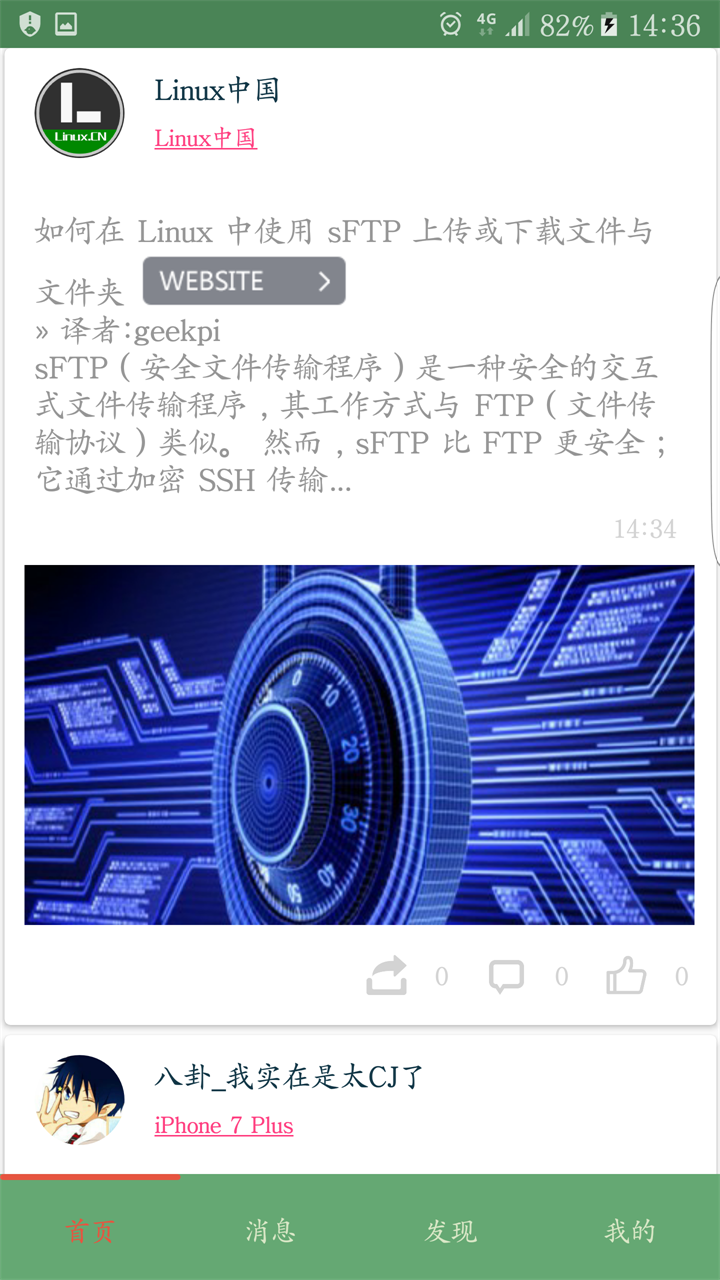 4G 82% 14:36
Linux.CN
Linux中国
Linux中国
如何在 Linux 中使用 sFTP 上传或下载文件与
文件夹 WEBSITE >
» 译者:geekpi
sFTP（安全文件传输程序）是一种安全的交互
式文件传输程序，其工作方式与 FTP（文件传
输协议）类似。 然而，sFTP 比 FTP 更安全；
它通过加密 SSH 传输...
14:34
0
10
20
30
40
50
0 0 0
八卦_我实在是太CJ了
iPhone 7 Plus
首页 消息 发现 我的